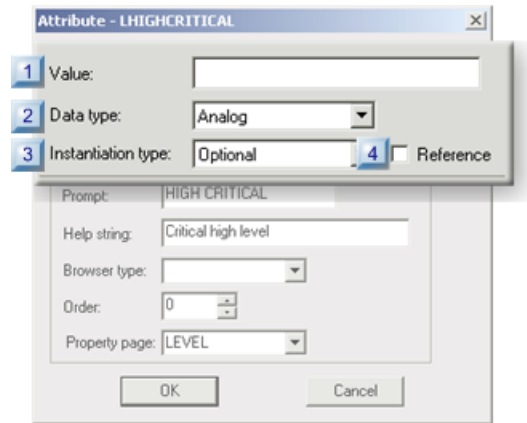 Attribute - LHIGHCRITICAL
1 Value:
2 Data type: Analog
3 Instantiation type: Optional 4 Reference
Prompt: HIGH CRITICAL
Help string: Critical high level
Browser type:
Order: 0
Property page: LEVEL
OK Cancel